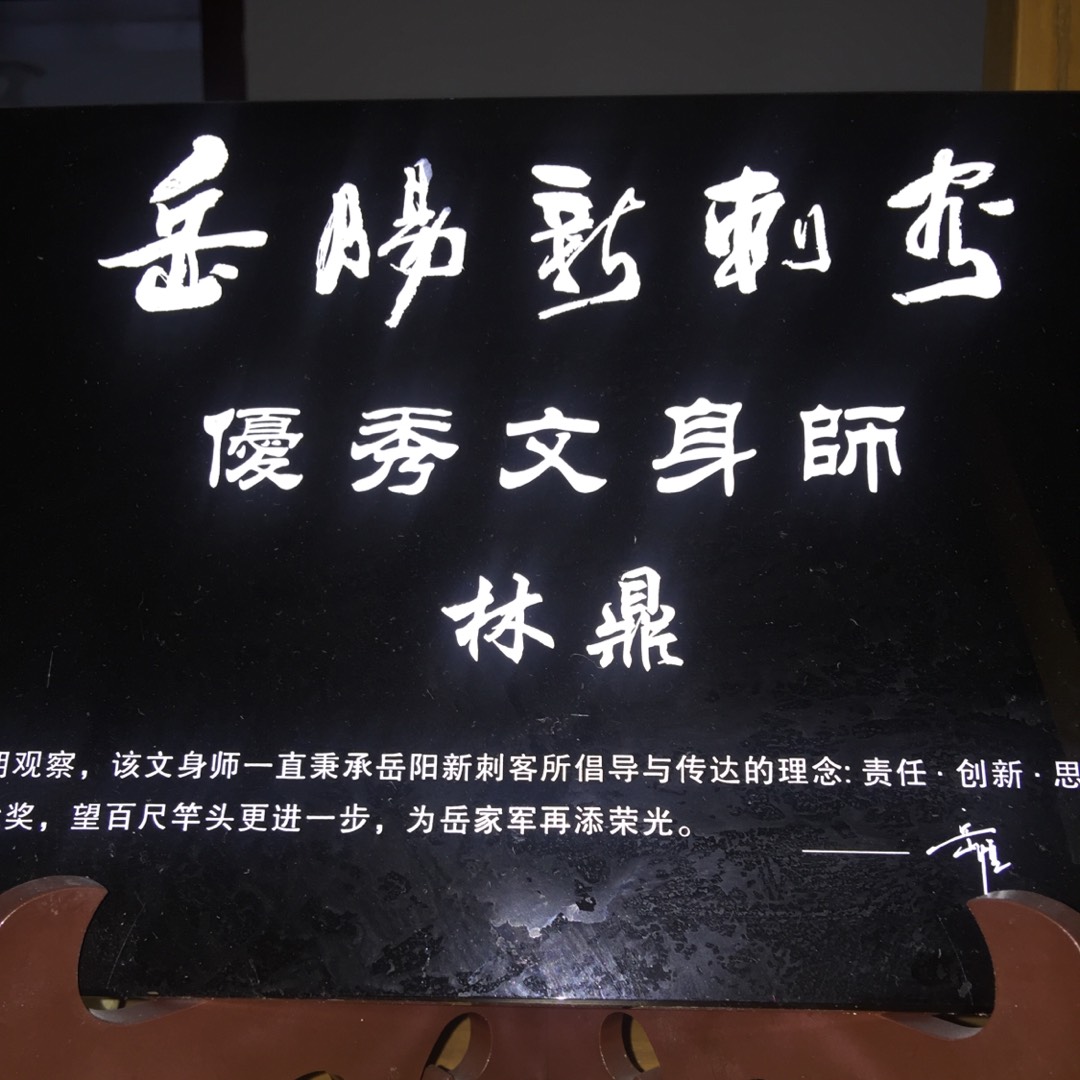 岳陽新刺客
優秀文身師
林鼎
期观察，该文身师一直秉承岳阳新刺客所倡导与传达的理念: 责任 · 创新 · 思
奖，望百尺竿头更进一步，为岳家军再添荣光。